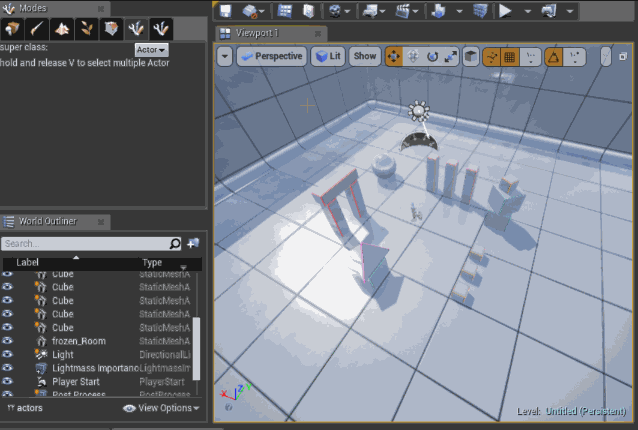 Modes
super class:
Actor
hold and release V to select multiple Actor
Viewport 1
Perspective
Lit
Show
World Outliner
Search...
Label Type
Cube StaticMeshA
Cube StaticMeshA
Cube StaticMeshA
Cube StaticMeshA
Cube StaticMeshA
frozen_Room StaticMeshA
Light DirectionalLi
Lightmass Importanc LightmassIm
Player Start PlayerStart
Post Process
actors
View Options
X Y Z
Level: Untitled (Persistent)